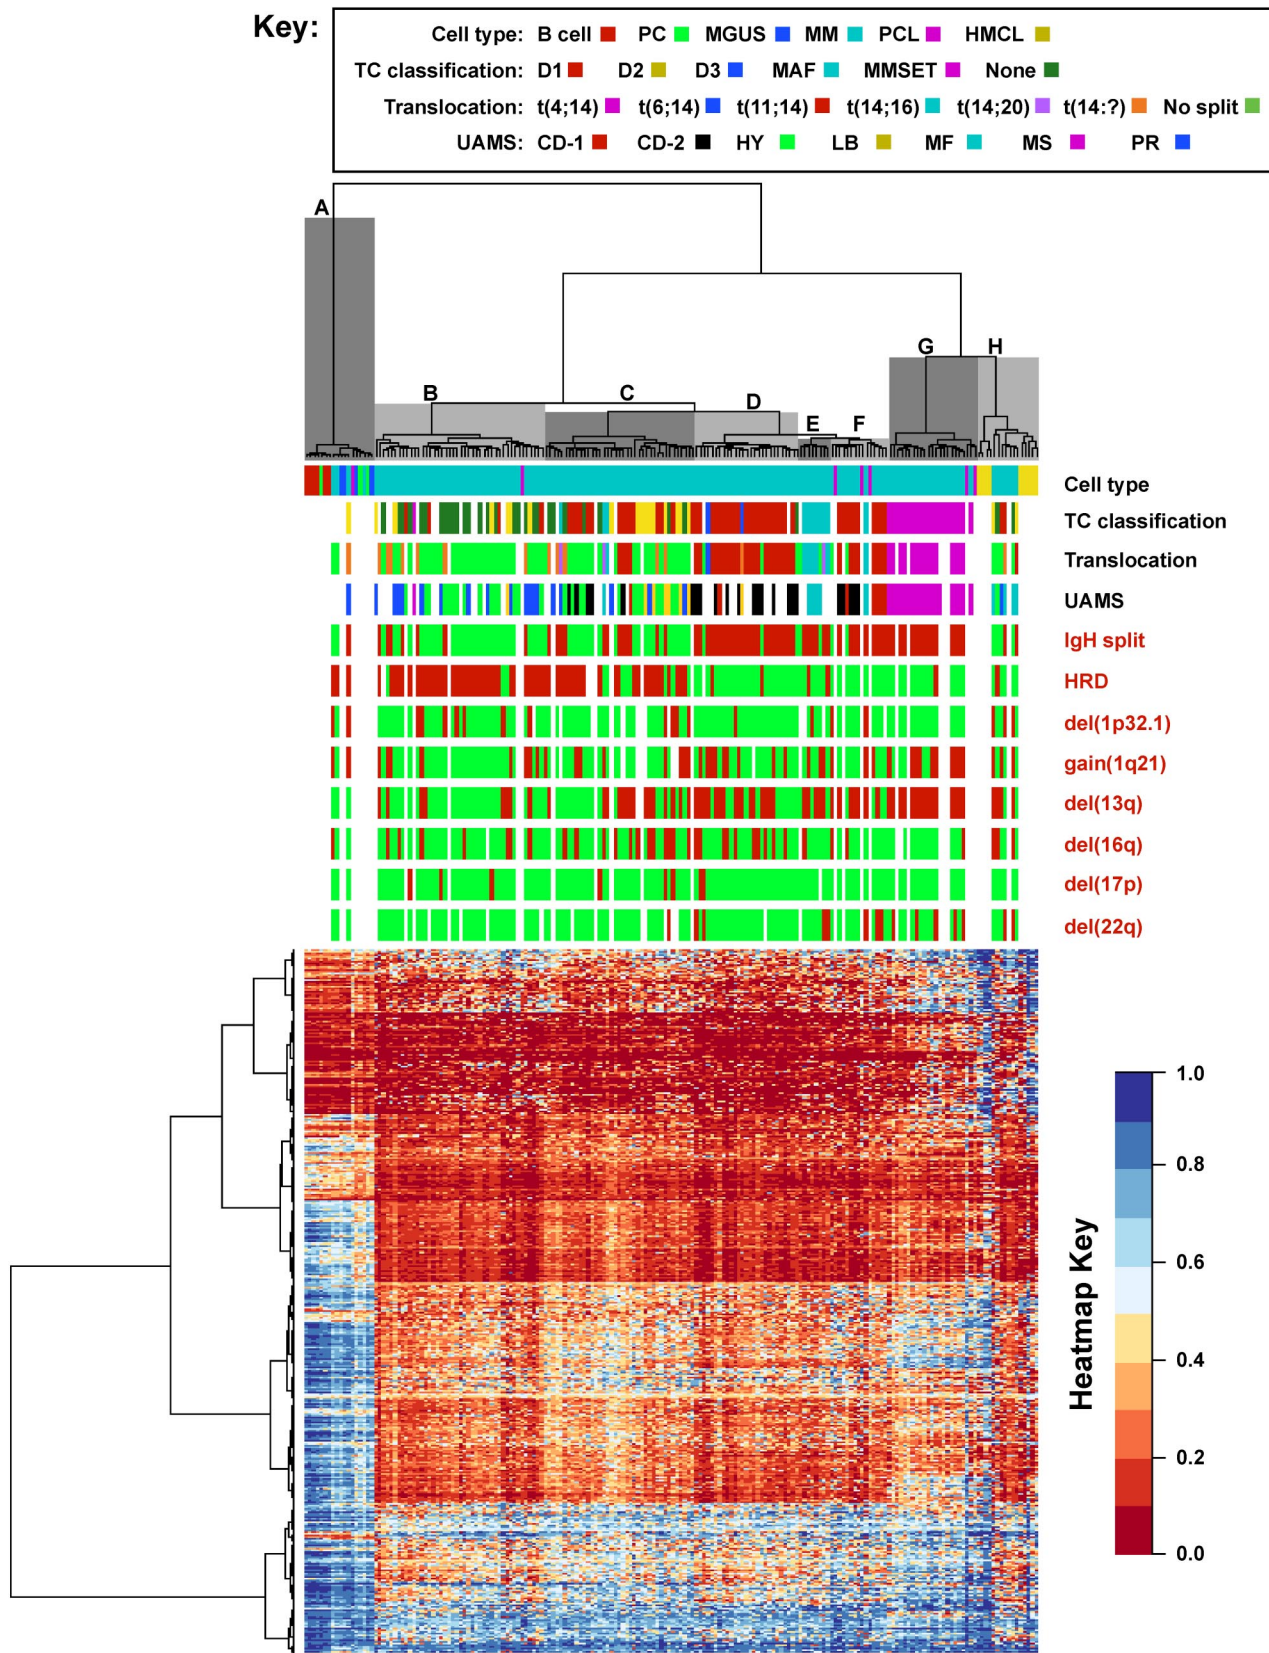 Key:
Cell type: B cell PC MGUS MM PCL HMCL
TC classification: D1 D2 D3 MAF MMSET None
Translocation: t(4;14) t(6;14) t(11;14) t(14;16) t(14;20) t(14:?) No split
UAMS: CD-1 CD-2 HY LB MF MS PR
A
B
C
D
E
F
G
H
Cell type
TC classification
Translocation
UAMS
IgH split
HRD
del(1p32.1)
gain(1q21)
del(13q)
del(16q)
del(17p)
del(22q)
Heatmap Key
1.0
0.8
0.6
0.4
0.2
0.0